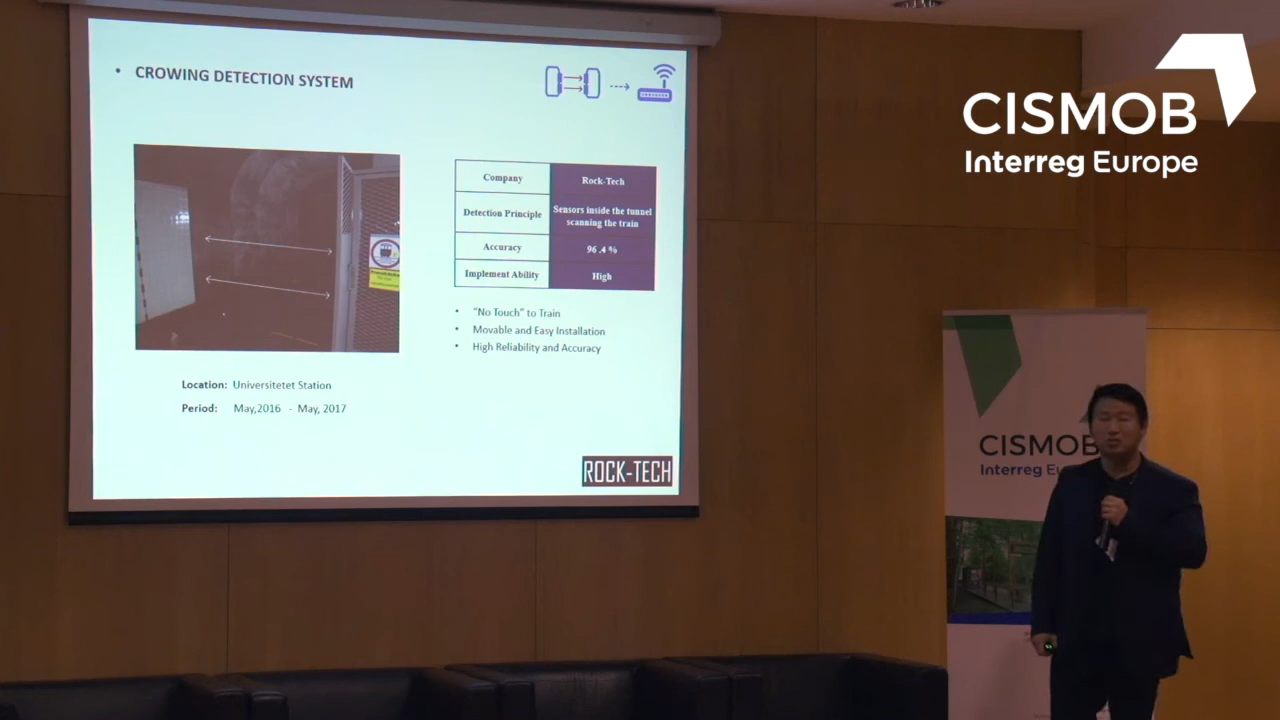 CROWING DETECTION SYSTEM
Company Rock-Tech
Detection Principle Sensors inside the tunnel scanning the train
Accuracy 96.4 %
Implement Ability High
• "No Touch" to Train
• Movable and Easy Installation
• High Reliability and Accuracy
Location: Universitetet Station
Period: May,2016 - May, 2017
ROCK-TECH
CISMOB
Interreg Europe
CISMOB
Interreg Eu